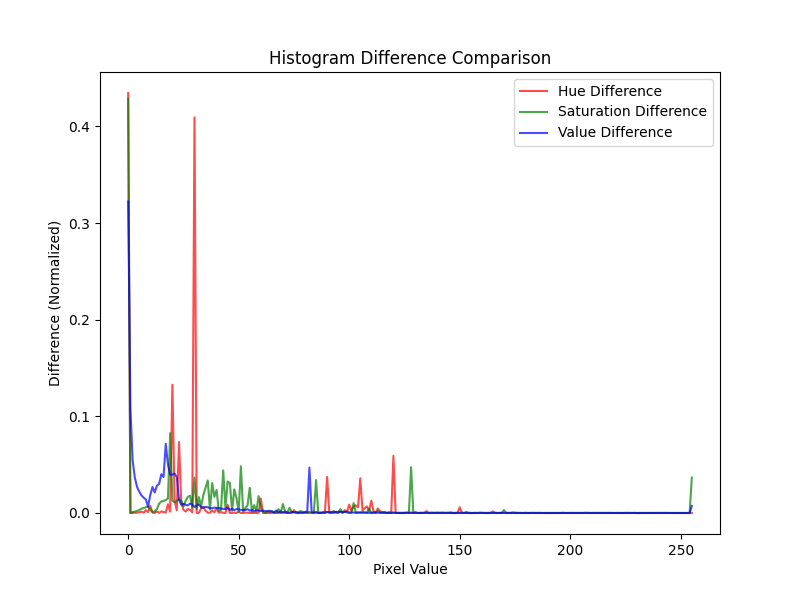 Histogram Difference Comparison
Hue Difference
Saturation Difference
Value Difference
Difference (Normalized)
0.4
0.3
0.2
0.1
0.0
0 50 100 150 200 250
Pixel Value